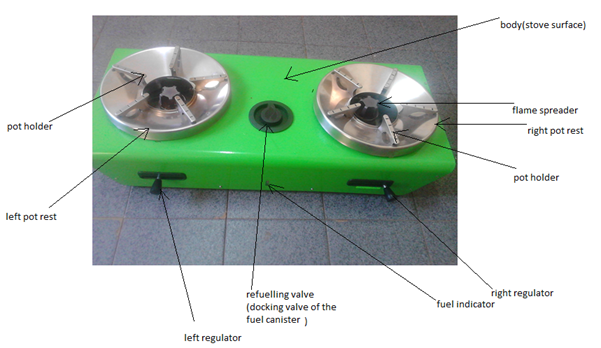 body(stove surface)
flame spreader
pot holder
right pot rest
pot holder
left pot rest
right regulator
refuelling valve
(docking valve of the
fuel canister )
fuel indicator
left regulator